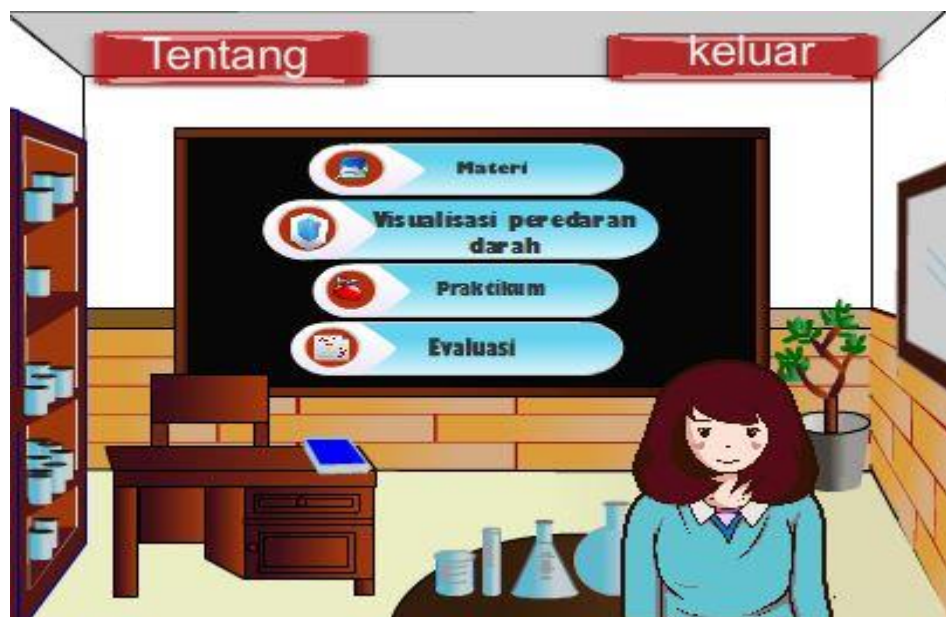 Tentang
keluar
Materi
Visualisasi peredaran
darah
Praktikum
Evaluasi